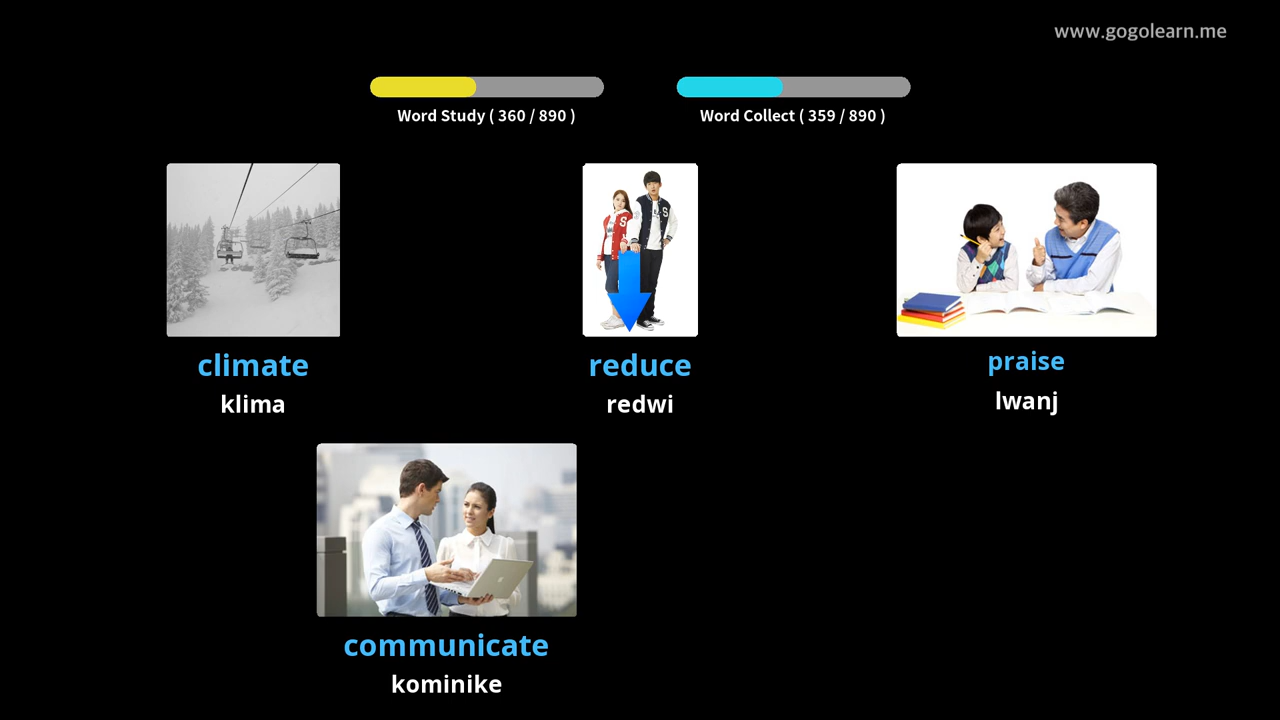 www.gogolearn.me
Word Study ( 360 / 890 )
Word Collect ( 359 / 890 )
S
S
climate
klima
reduce
redwi
praise
lwanj
communicate
kominike